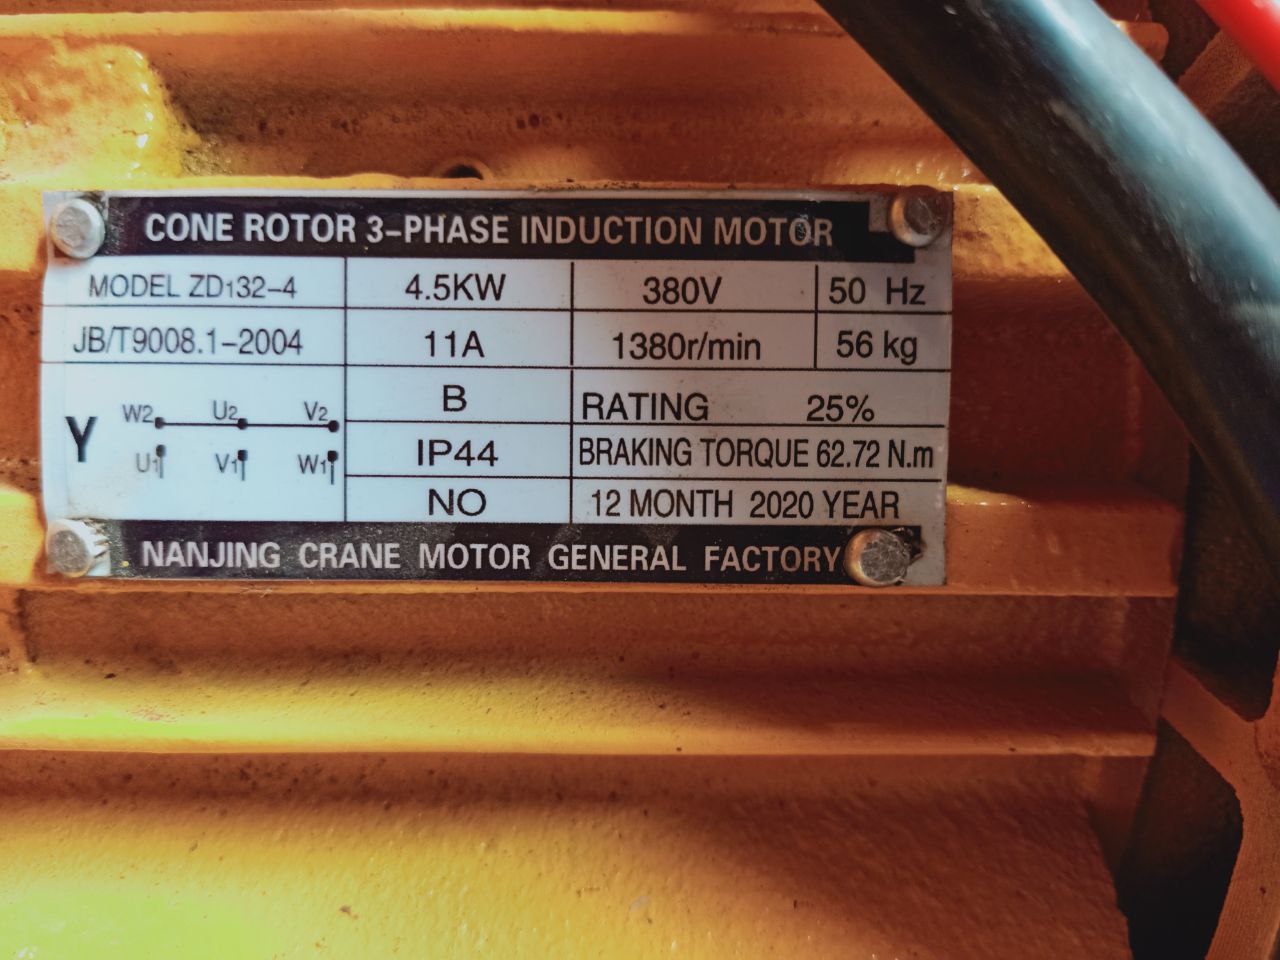 CONE ROTOR 3-PHASE INDUCTION MOTOR
MODEL ZD₁32-4 4.5KW 380V 50 Hz
JB/T9008.1-2004 11A 1380r/min 56 kg
B RATING 25%
W2 U2 V2
Y
U1 V1 W1
IP44 BRAKING TORQUE 62.72 N.m
NO 12 MONTH 2020 YEAR
NANJING CRANE MOTOR GENERAL FACTORY